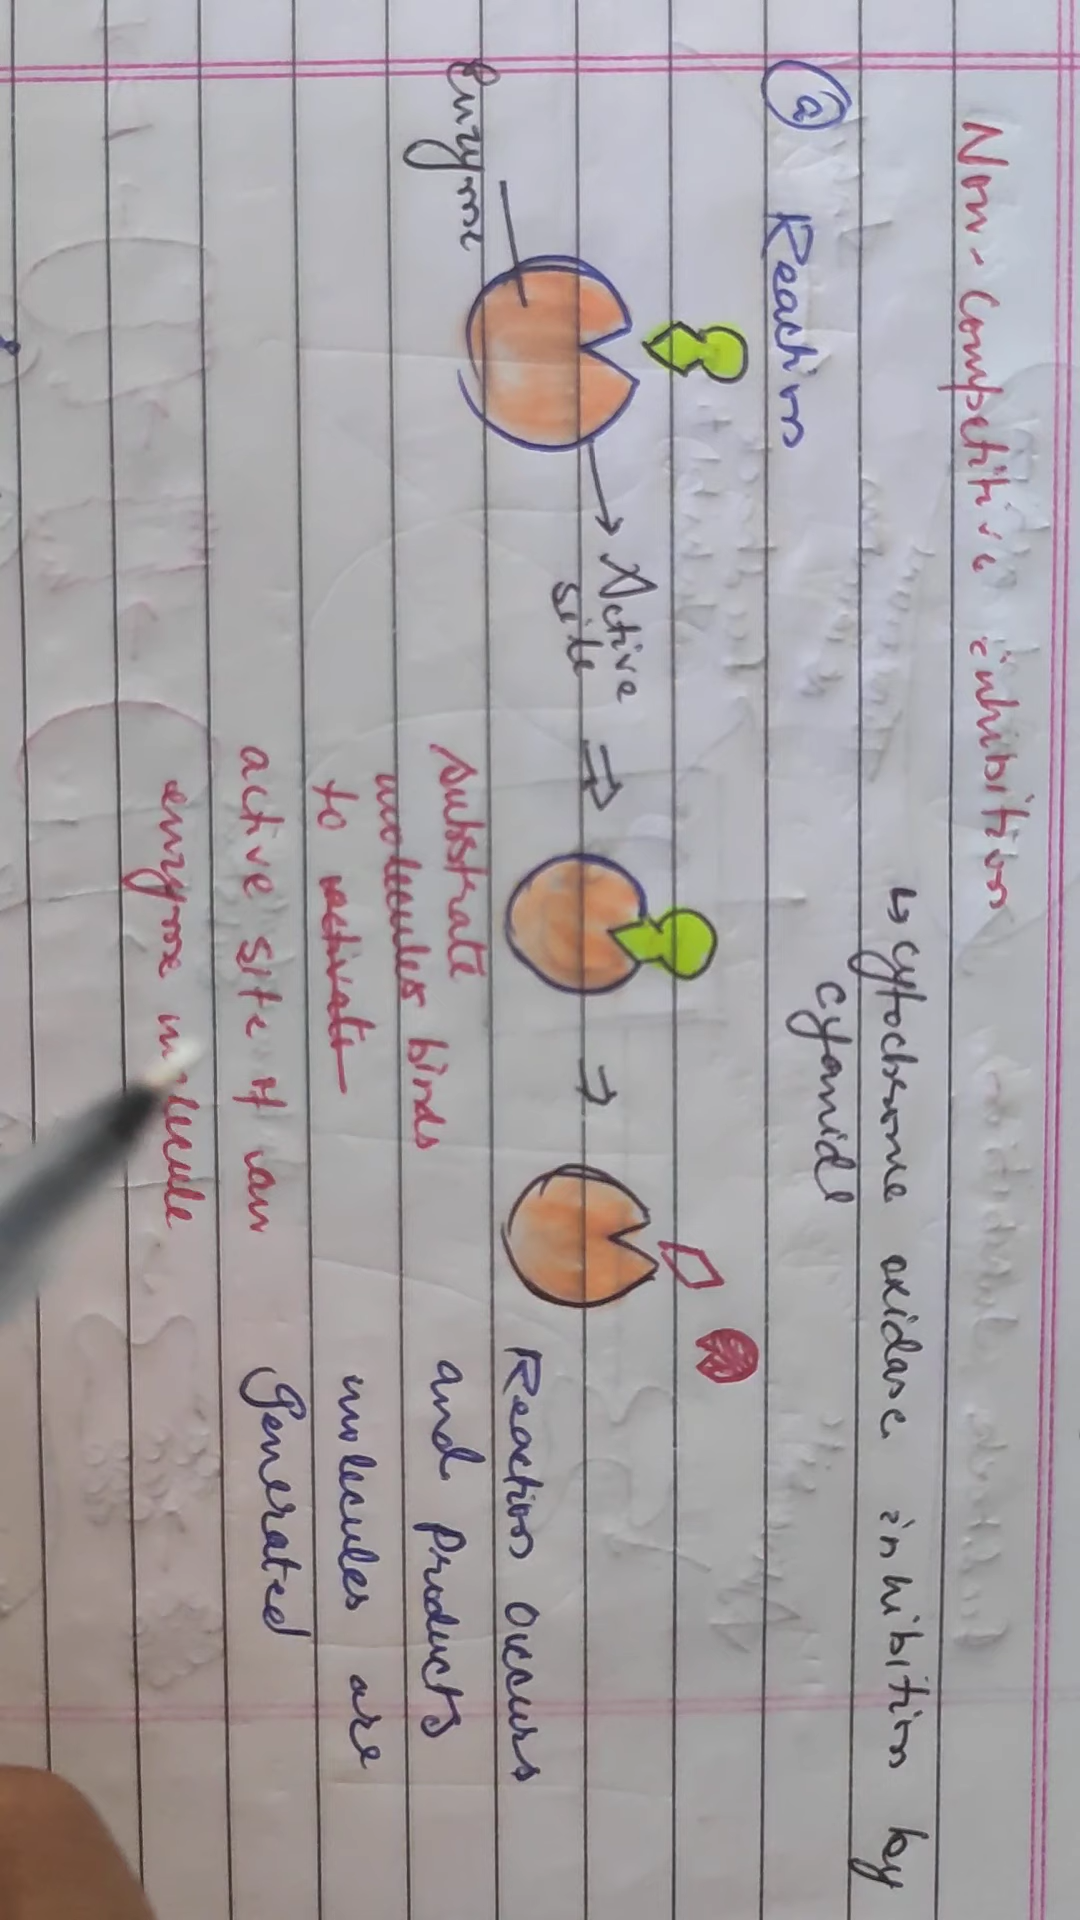 Non-Competitive inhibition
↳ cytochrome oxidase inhibition by
cyanide
(a) Reaction
Enzyme
Active
site
⇒
→
Substrate
molecules binds
to
active site of an
enzyme molecule
Reaction occurs
and Products
molecules are
Generated